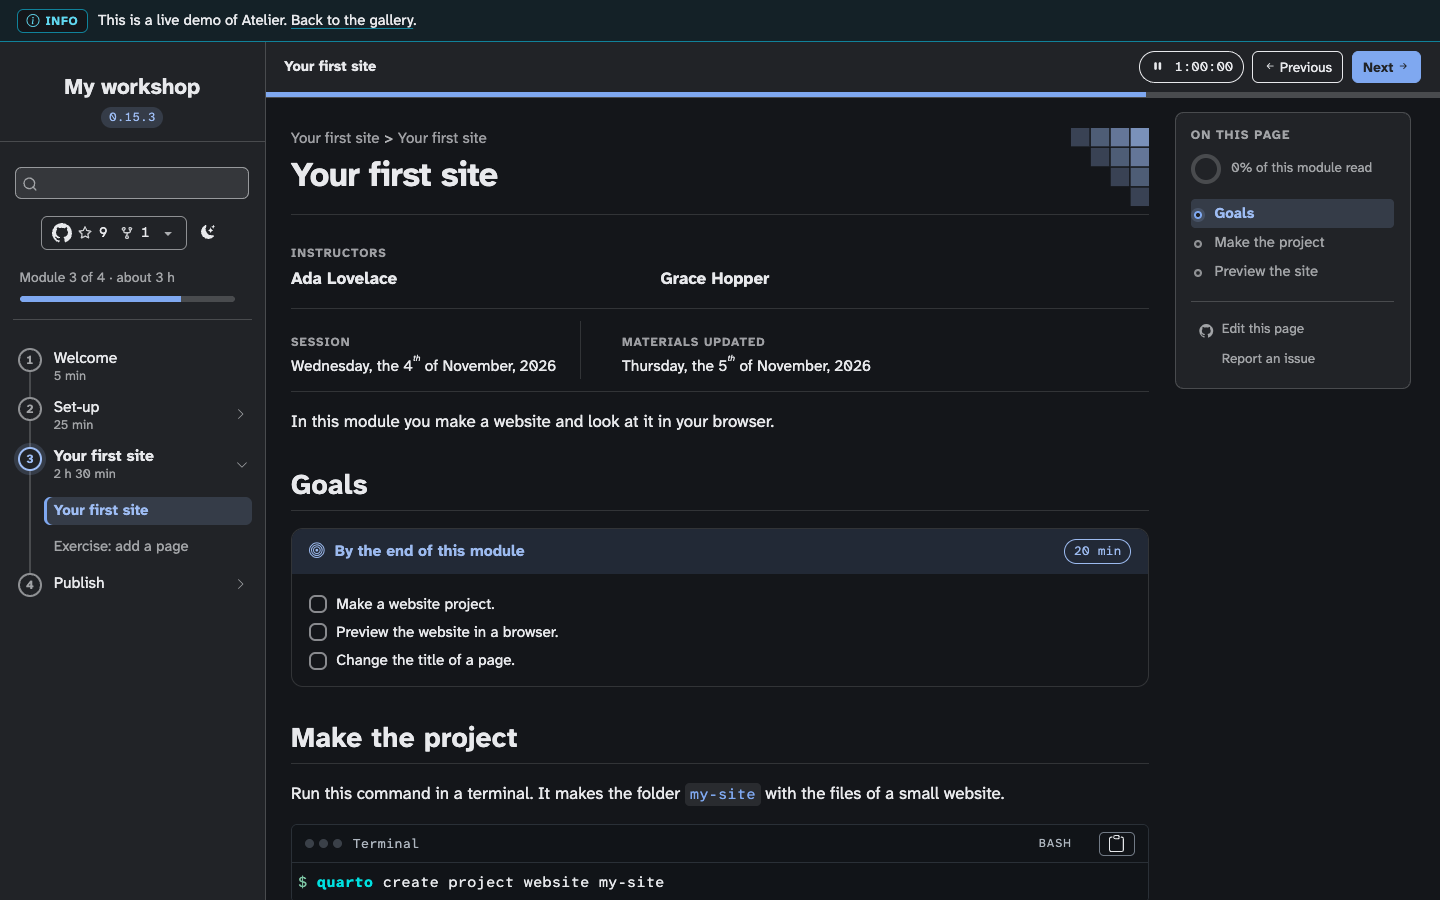 INFO This is a live demo of Atelier. Back to the gallery.
My workshop
0.15.3
9 1
Module 3 of 4 · about 3 h
1 Welcome
5 min
2 Set-up
25 min
3 Your first site
2 h 30 min
Your first site
Exercise: add a page
4 Publish
Your first site
1:00:00
← Previous
Next →
Your first site > Your first site
Your first site
INSTRUCTORS
Ada Lovelace Grace Hopper
SESSION
Wednesday, the 4th of November, 2026
MATERIALS UPDATED
Thursday, the 5th of November, 2026
In this module you make a website and look at it in your browser.
Goals
By the end of this module 20 min
Make a website project.
Preview the website in a browser.
Change the title of a page.
Make the project
Run this command in a terminal. It makes the folder my-site with the files of a small website.
Terminal BASH
$ quarto create project website my-site
ON THIS PAGE
0% of this module read
Goals
Make the project
Preview the site
Edit this page
Report an issue